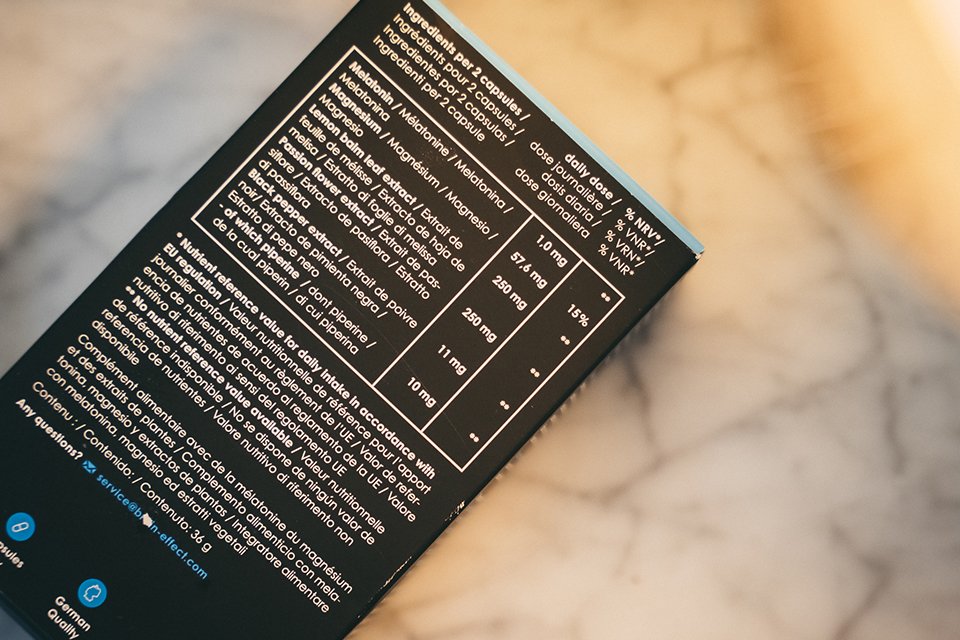 Ingredients per 2 capsules /
Ingrédients pour 2 capsules /
Ingredientes por 2 capsulas /
Ingredienti per 2 capsule
daily dose /
dose journalière /
dosis diaria /
dose giornaliera
% NRV*/
% VNR*/
% VRN*/
% VNR*
Melatonin / Mélatonine / Melatonina /
Melatonina
1.0 mg
**
Magnesium / Magnésium / Magnesio /
Magnesio
57,6 mg
15%
Lemon balm leaf extract / Extrait de
feuille de mélisse / Extracto de hoja de
melisa / Estratto di foglie di melissa
250 mg
**
Passion flower extract / Extrait de pas-
siflore / Extracto de pasiflora / Estratto
di passiflora
250 mg
**
Black pepper extract / Extrait de poivre
noir / Extracto de pimienta negra /
Estratto di pepe nero
11 mg
**
- of which piperine / dont piperine /
de la cual piperin / di cui piperina
10 mg
**
* Nutrient reference value for daily intake in accordance with
EU regulation / Valeur nutritionnelle de référence pour l'apport
journalier conformément au règlement de l'UE / Valor de refer-
encia de nutrientes de acuerdo al reglamento de la UE / Valore
nutritivo di riferimento ai sensi del regolamento UE
** No nutrient reference value available / Valeur nutritionnelle
de référence indisponible / No se dispone de ningún valor de
referencia de nutrientes / Valore nutritivo di riferimento non
disponibile
Complément alimentaire avec de la mélatonine du magnésium
et des extraits de plantes / Complemento alimenticio con mela-
tonina, magnesio y extractos de plantas / Integratore alimentare
con melatonina, magnesio ed estratti vegetali
Contenu : / Contenido: / Contenuto: 36 g
Any questions? service@br in-effect.com
German
Quality